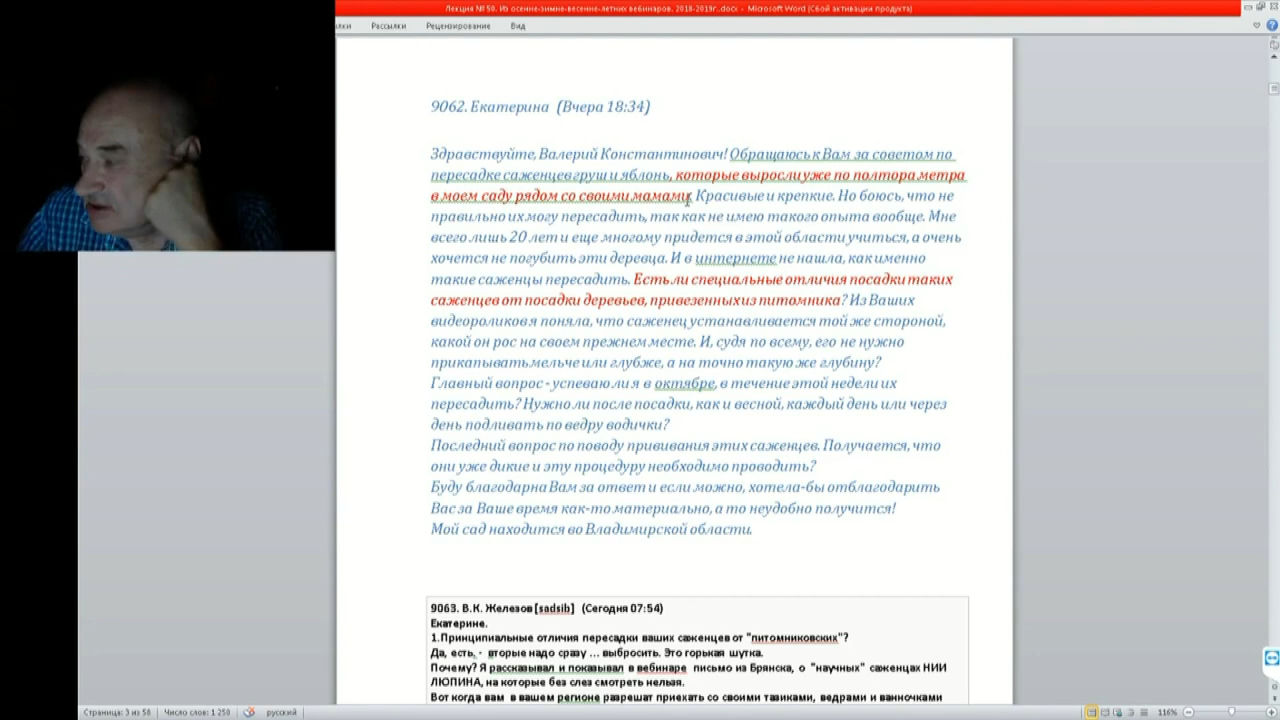 Лекция № 50. Из осенне-зимне-весенне-летних вебинаров. 2018-2019г..docx - Microsoft Word (Сбой активации продукта)
лки Рассылки Рецензирование Вид
9062. Екатерина (Вчера 18:34)
Здравствуйте, Валерий Константинович! Обращаюсь к Вам за советом по
пересадке саженцев груш и яблонь, которые выросли уже по полтора метра
в моем саду рядом со своими мамами. Красивые и крепкие. Но боюсь, что не
правильно их могу пересадить, так как не имею такого опыта вообще. Мне
всего лишь 20 лет и еще многому придется в этой области учиться, а очень
хочется не погубить эти деревца. И в интернете не нашла, как именно
такие саженцы пересадить. Есть ли специальные отличия посадки таких
саженцев от посадки деревьев, привезенных из питомника? Из Ваших
видеороликов я поняла, что саженец устанавливается той же стороной,
какой он рос на своем прежнем месте. И, судя по всему, его не нужно
прикапывать мельче или глубже, а на точно такую же глубину?
Главный вопрос - успеваю ли я в октябре, в течение этой недели их
пересадить? Нужно ли после посадки, как и весной, каждый день или через
день подливать по ведру водички?
Последний вопрос по поводу прививания этих саженцев. Получается, что
они уже дикие и эту процедуру необходимо проводить?
Буду благодарна Вам за ответ и если можно, хотела-бы отблагодарить
Вас за Ваше время как-то материально, а то неудобно получится!
Мой сад находится во Владимирской области.
9063. В.К. Железов [sadsib] (Сегодня 07:54)
Екатерине.
1.Принципиальные отличия пересадки ваших саженцев от "питомниковских"?
Да, есть, - вторые надо сразу ... выбросить. Это горькая шутка.
Почему? Я рассказывал и показывал в вебинаре письмо из Брянска, о "научных" саженцах НИИ
ЛЮПИНА, на которые без слез смотреть нельзя.
Вот когда вам в вашем регионе разрешат приехать со своими тазиками, ведрами и ванночками
Страница: 3 из 58 Число слов: 1 250 русский 116%